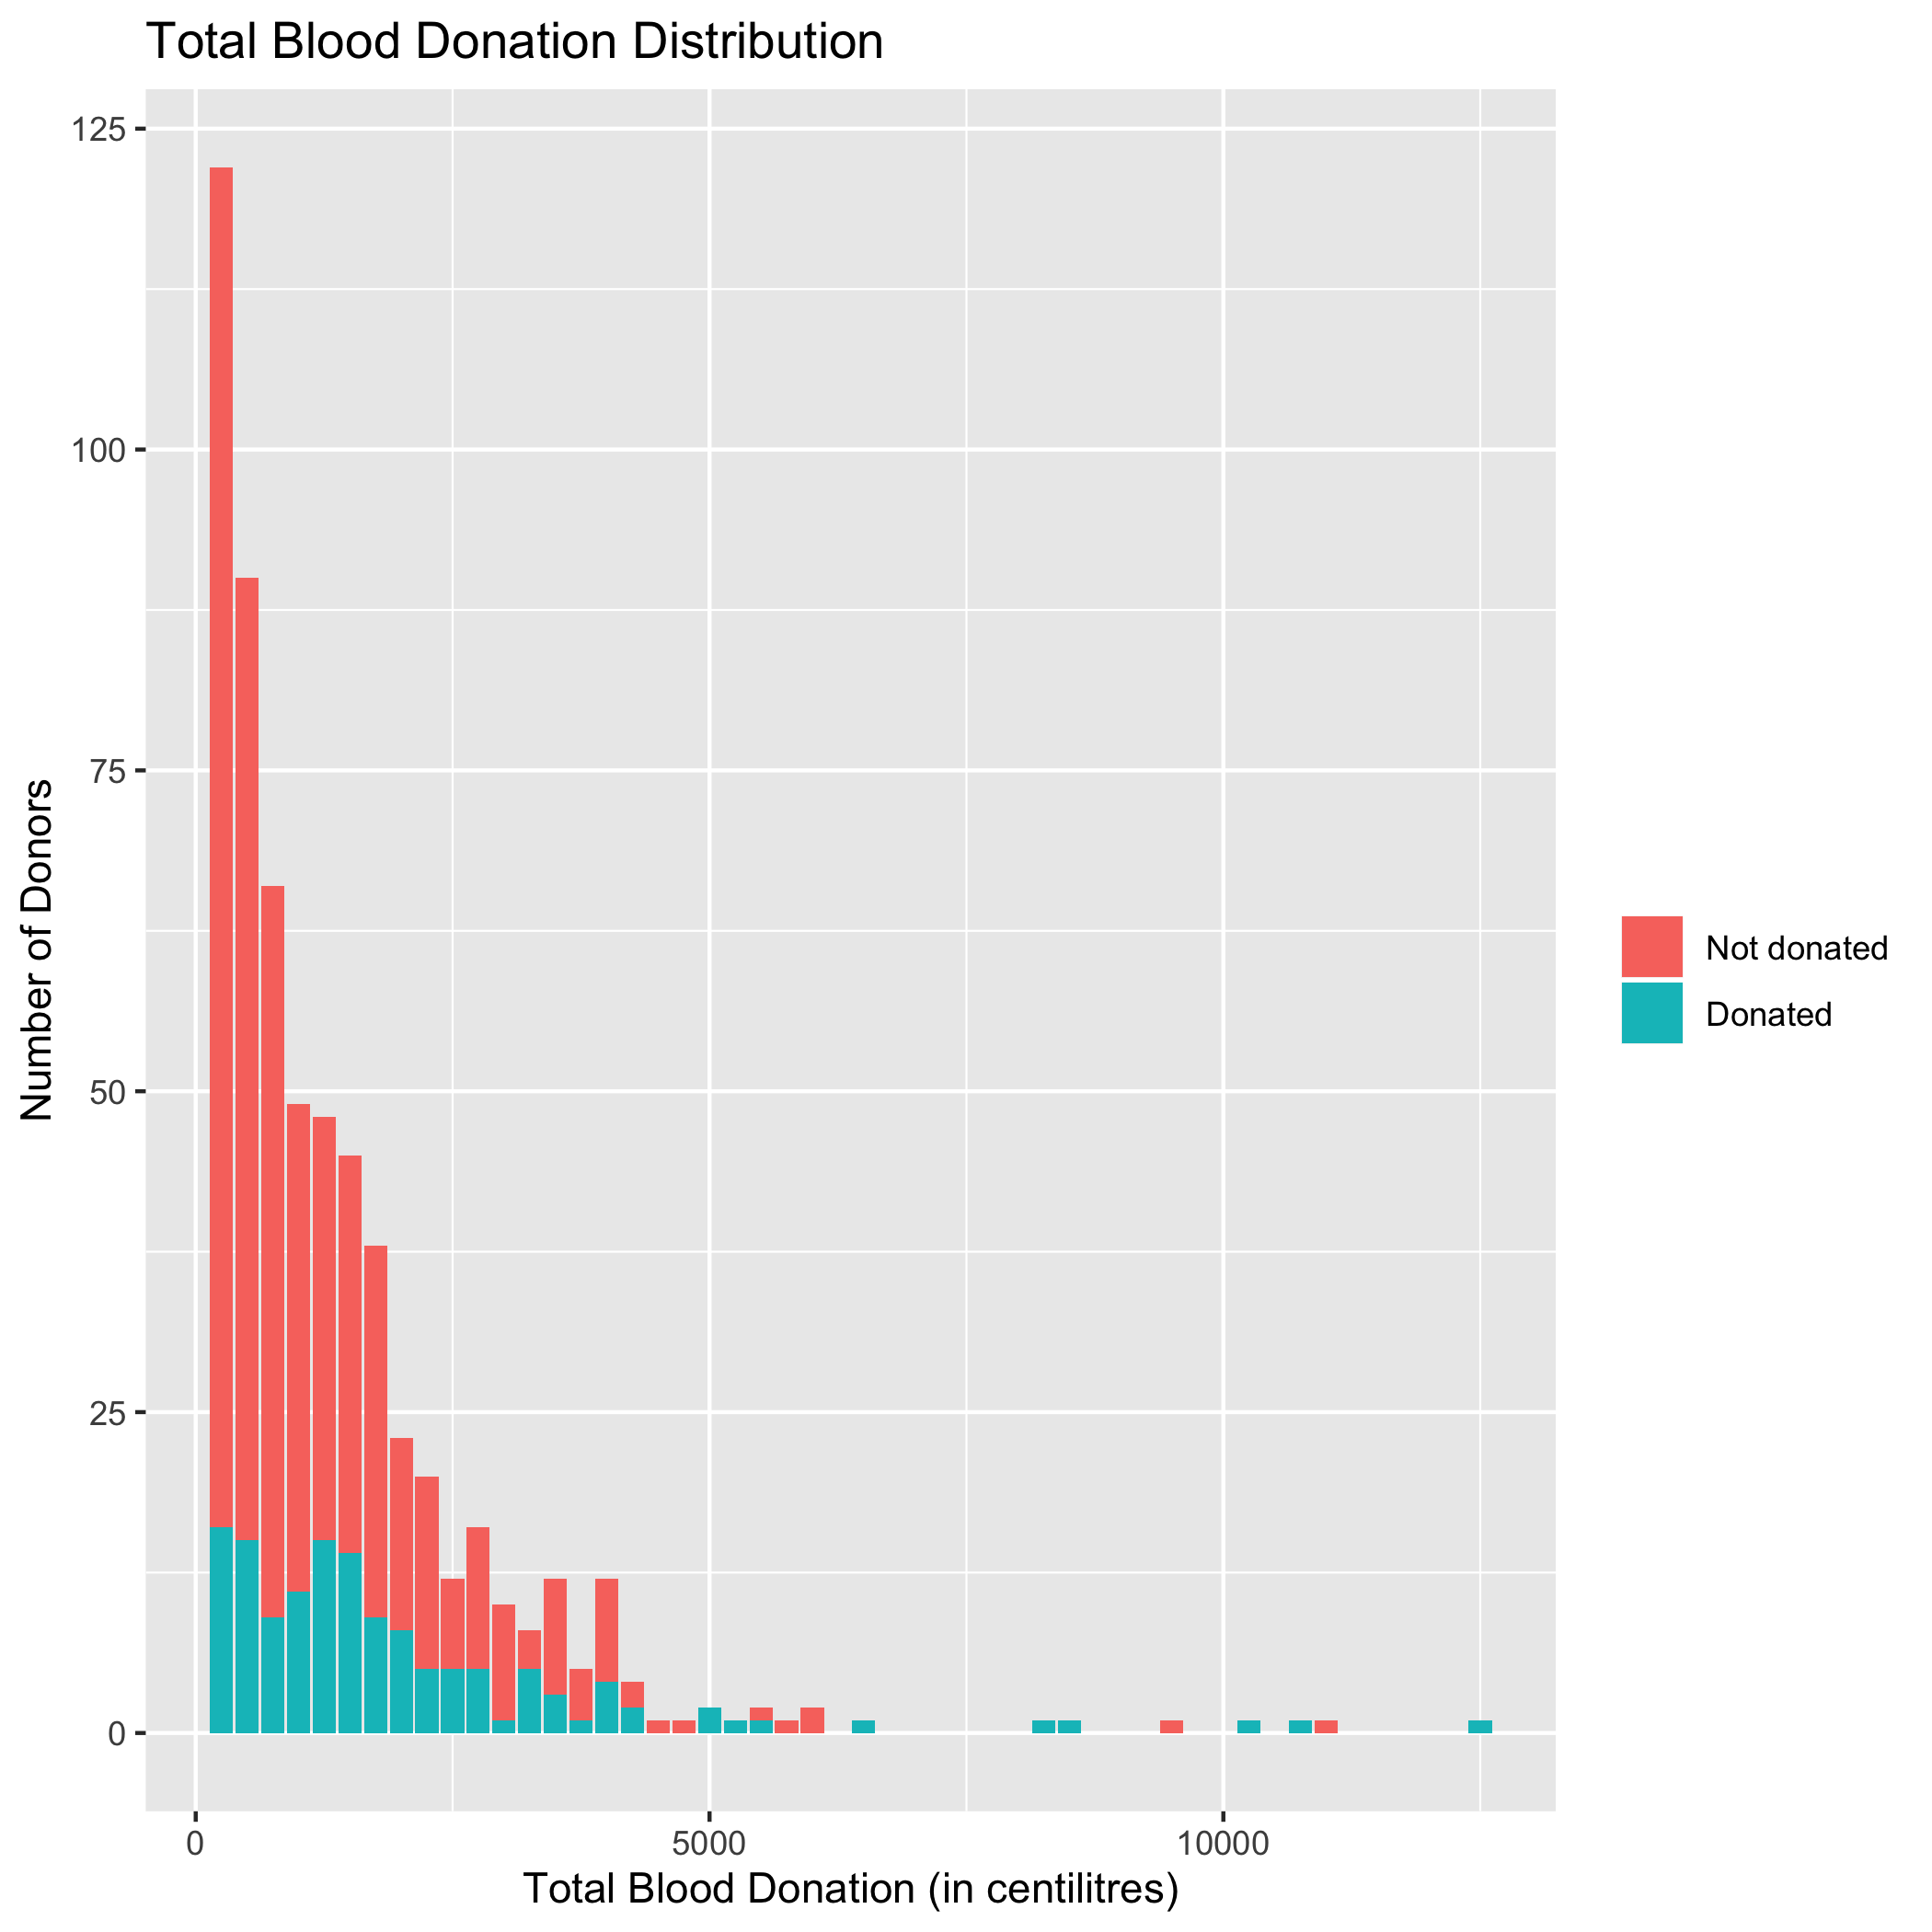 Total Blood Donation Distribution
125
100
75
50
25
0
Number of Donors
0 5000 10000
Total Blood Donation (in centilitres)
Not donated
Donated